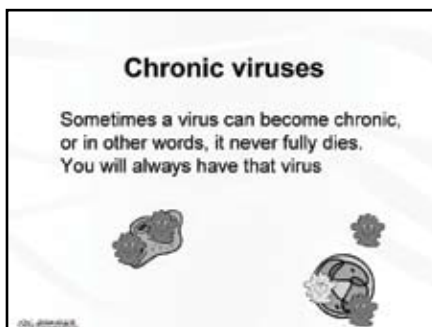 Chronic viruses
Sometimes a virus can become chronic,
or in other words, it never fully dies.
You will always have that virus